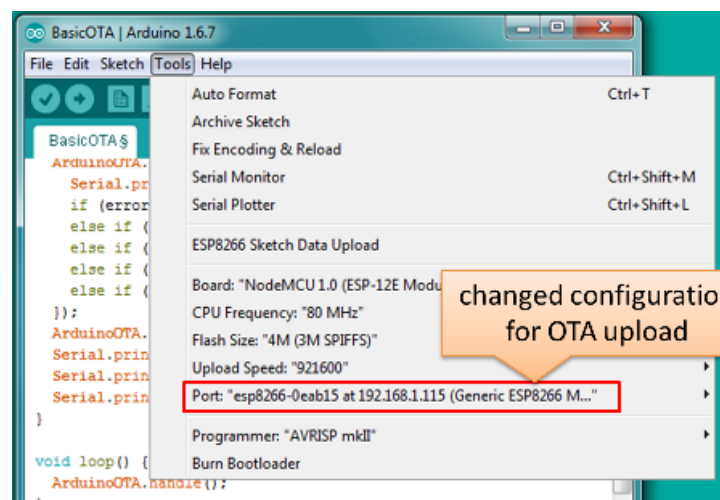 BasicOTA | Arduino 1.6.7
File Edit Sketch Tools Help
Auto Format Ctrl+T
Archive Sketch
Fix Encoding & Reload
Serial Monitor Ctrl+Shift+M
Serial Plotter Ctrl+Shift+L
ESP8266 Sketch Data Upload
Board: "NodeMCU 1.0 (ESP-12E Modu
CPU Frequency: "80 MHz"
Flash Size: "4M (3M SPIFFS)"
Upload Speed: "921600"
Port: "esp8266-0eab15 at 192.168.1.115 (Generic ESP8266 M..."
Programmer: "AVRISP mkII"
Burn Bootloader
changed configuratio
for OTA upload
BasicOTA §
ArduinoOTA.
Serial.pr
if (error
else if (
else if (
else if (
else if (
});
ArduinoOTA.
Serial.prin
Serial.prin
Serial.prin
}
void loop() {
ArduinoOTA.handle();